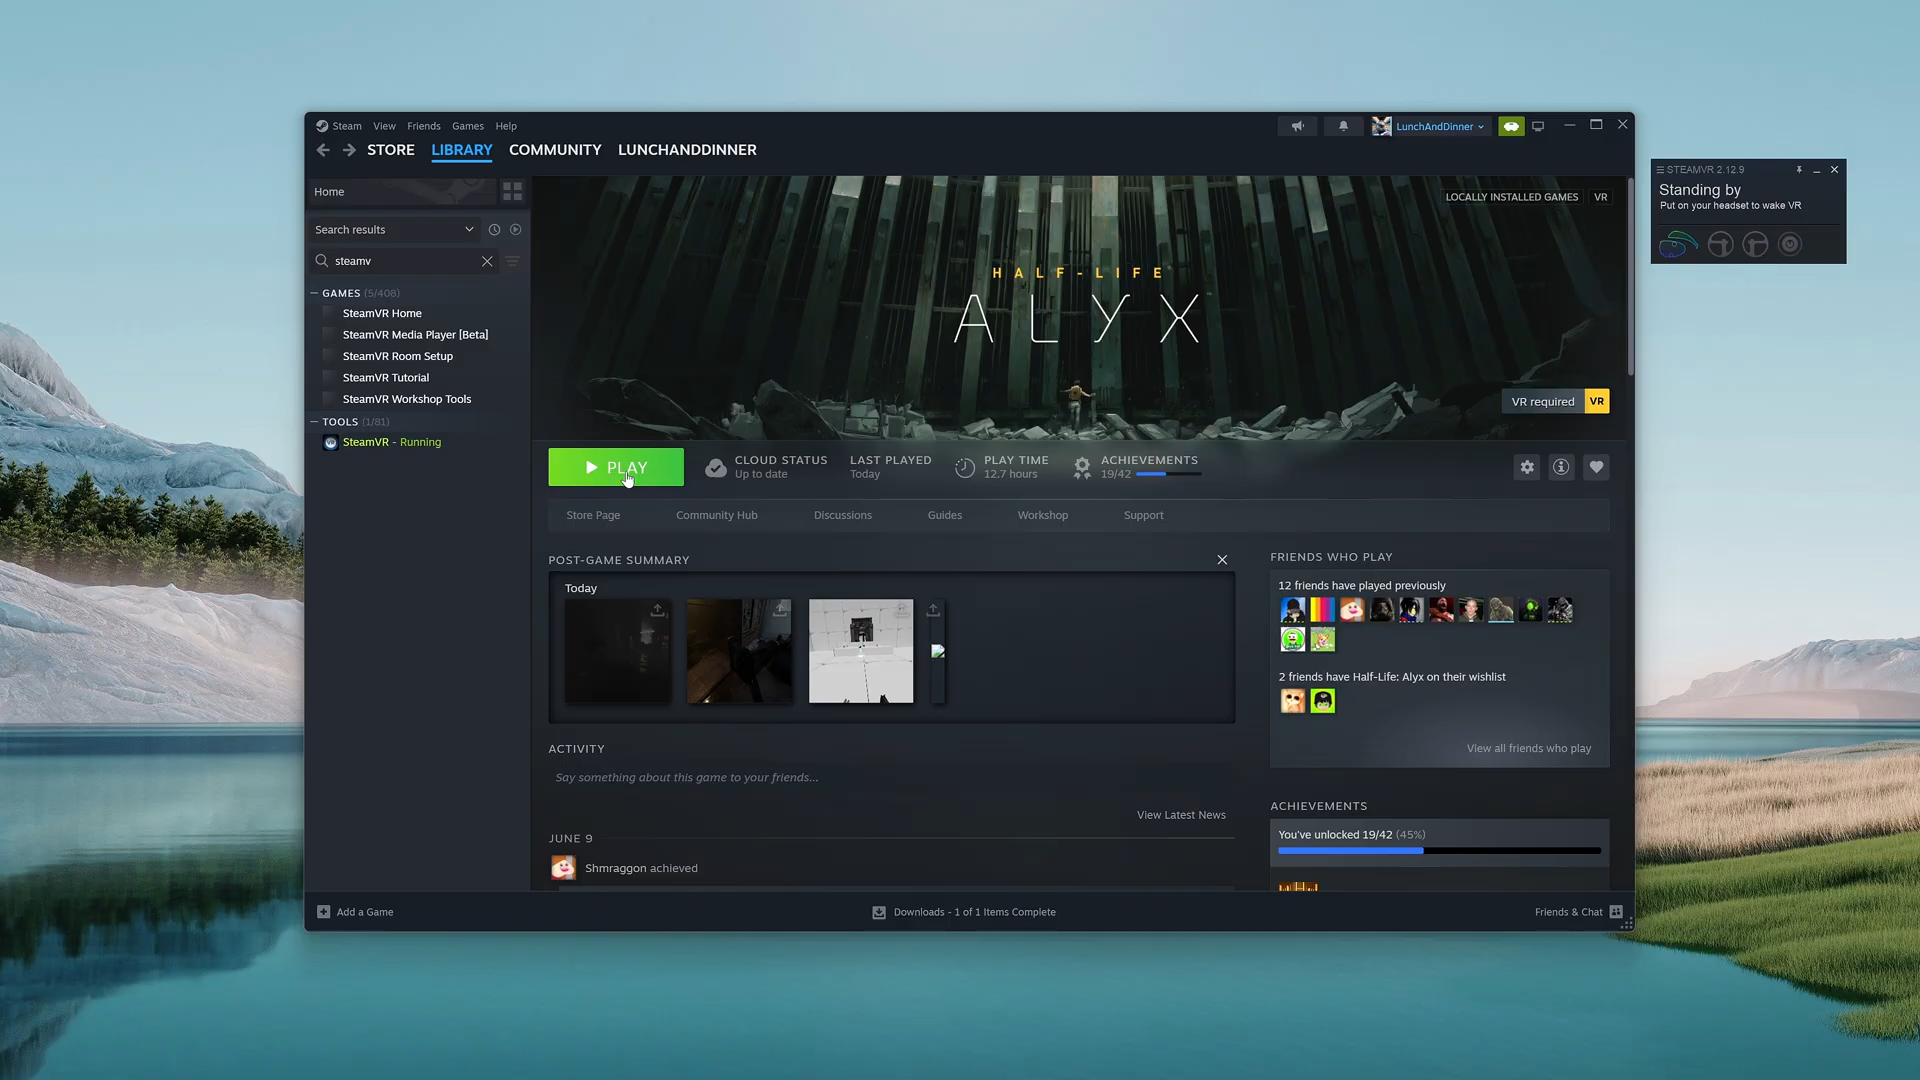 Steam View Friends Games Help
LunchAndDinner
STORE LIBRARY COMMUNITY LUNCHANDDINNER
Home
Search results
steamv
GAMES (5/408)
SteamVR Home
SteamVR Media Player [Beta]
SteamVR Room Setup
SteamVR Tutorial
SteamVR Workshop Tools
TOOLS (1/81)
SteamVR - Running
LOCALLY INSTALLED GAMES VR
HALF-LIFE
ALYX
VR required VR
PLAY
CLOUD STATUS
Up to date
LAST PLAYED
Today
PLAY TIME
12.7 hours
ACHIEVEMENTS
19/42
Store Page Community Hub Discussions Guides Workshop Support
POST-GAME SUMMARY
Today
ACTIVITY
Say something about this game to your friends...
View Latest News
JUNE 9
Shmraggon achieved
FRIENDS WHO PLAY
12 friends have played previously
2 friends have Half-Life: Alyx on their wishlist
View all friends who play
ACHIEVEMENTS
You've unlocked 19/42 (45%)
Add a Game
Downloads - 1 of 1 Items Complete
Friends & Chat
STEAMVR 2.12.9
Standing by
Put on your headset to wake VR